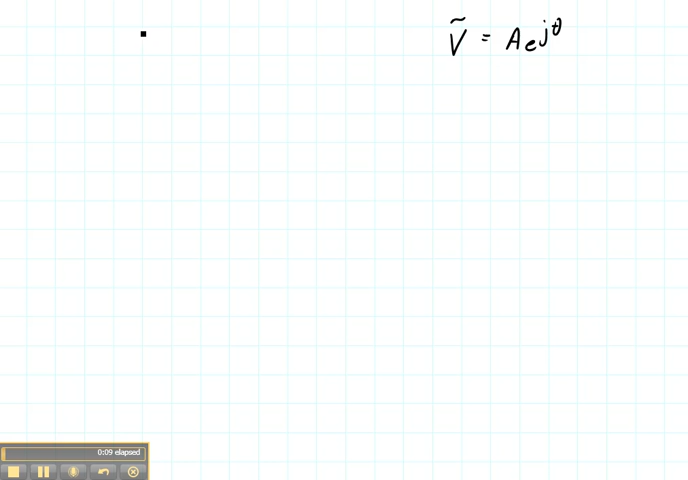 Ṽ = Ae^jθ
0:09 elapsed